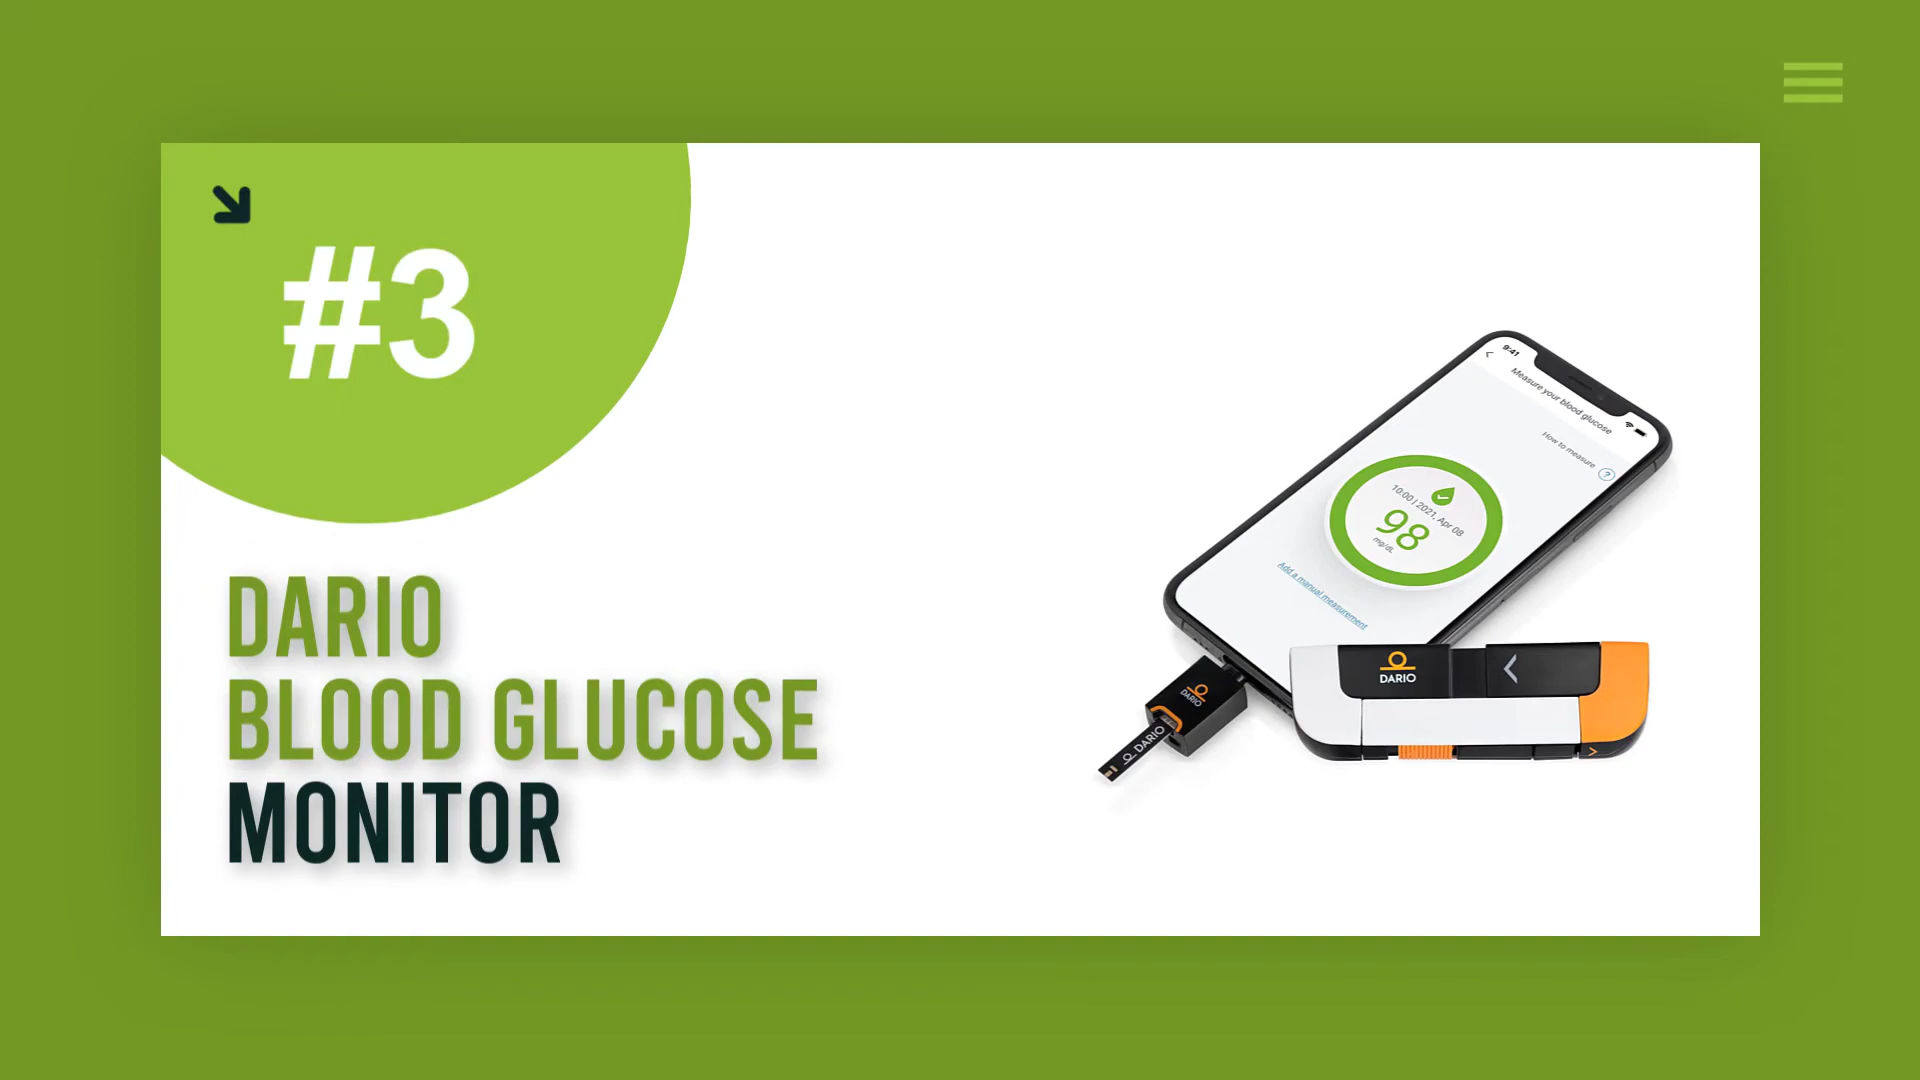 #3
DARIO
BLOOD GLUCOSE
MONITOR
9:41
Measure your blood glucose
How to measure
?
10:00 | 2021, Apr 08
98
mg/dL
Add a manual measurement
DARIO
DARIO
DARIO